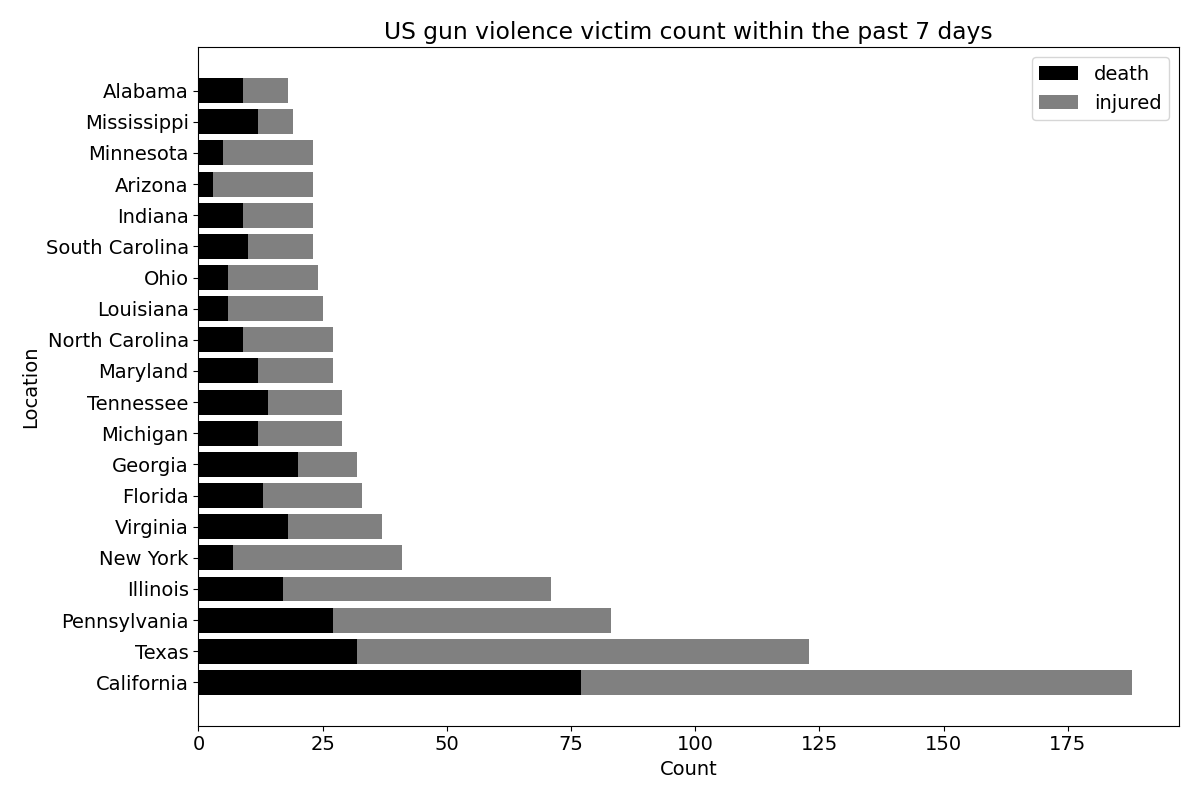 US gun violence victim count within the past 7 days
death
injured
Alabama
Mississippi
Minnesota
Arizona
Indiana
South Carolina
Ohio
Louisiana
North Carolina
Maryland
Tennessee
Michigan
Georgia
Florida
Virginia
New York
Illinois
Pennsylvania
Texas
California
Location
0 25 50 75 100 125 150 175
Count